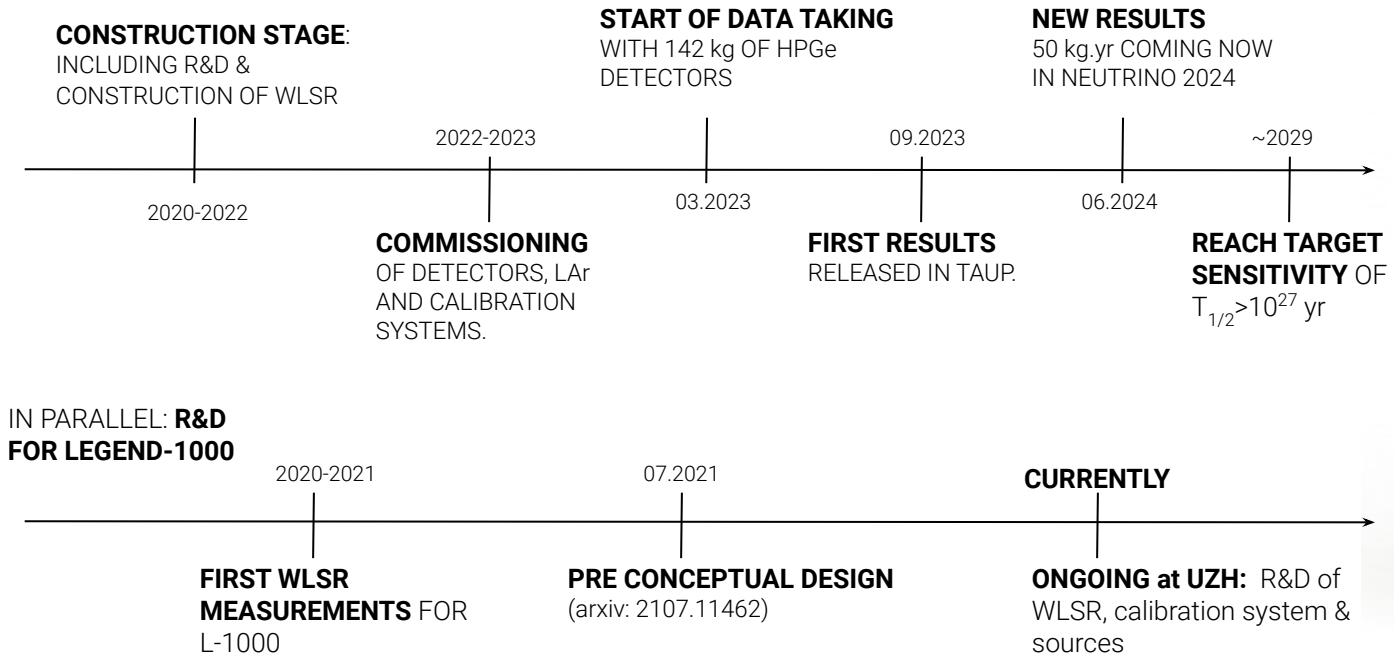 CONSTRUCTION STAGE:
INCLUDING R&D &
CONSTRUCTION OF WLSR
2020-2022
2022-2023
COMMISSIONING
OF DETECTORS, LAr
AND CALIBRATION
SYSTEMS.
START OF DATA TAKING
WITH 142 kg OF HPGe
DETECTORS
03.2023
09.2023
FIRST RESULTS
RELEASED IN TAUP.
NEW RESULTS
50 kg.yr COMING NOW
IN NEUTRINO 2024
06.2024
~2029
REACH TARGET
SENSITIVITY OF
T1/2>10^27 yr
IN PARALLEL: R&D
FOR LEGEND-1000
2020-2021
FIRST WLSR
MEASUREMENTS FOR
L-1000
07.2021
PRE CONCEPTUAL DESIGN
(arxiv: 2107.11462)
CURRENTLY
ONGOING at UZH: R&D of
WLSR, calibration system &
sources